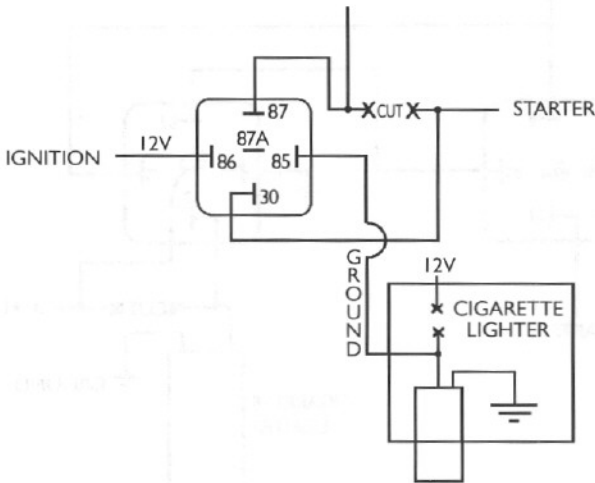 87
CUT
STARTER
12V
87A
IGNITION
86
85
30
GROUND
12V
CIGARETTE
LIGHTER